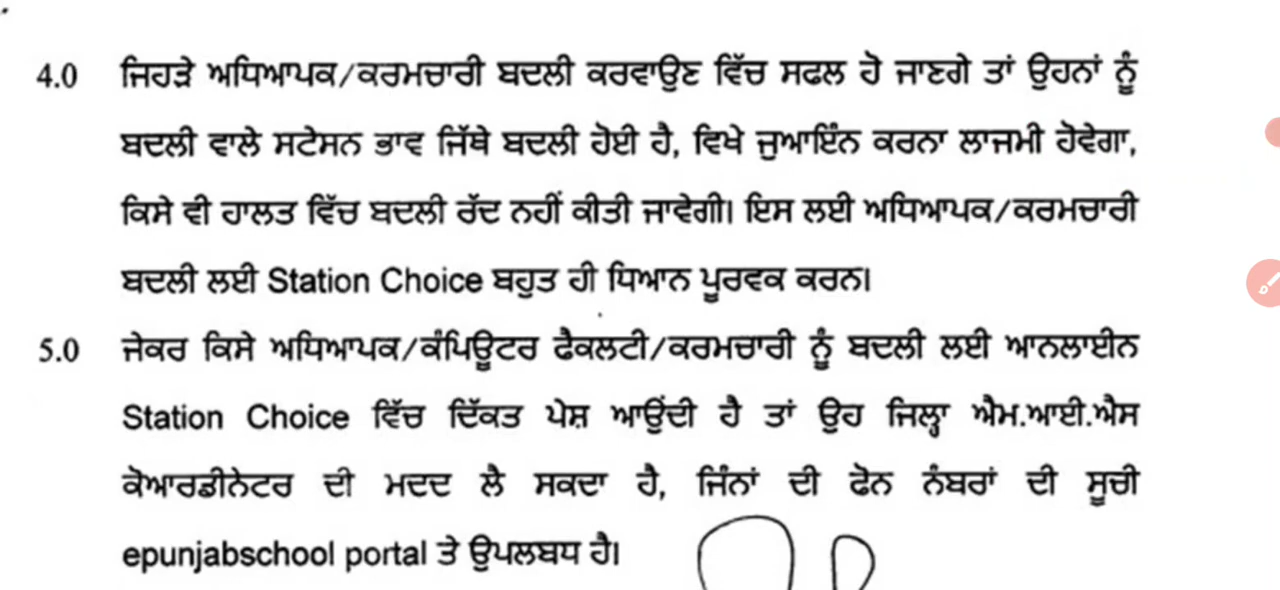 4.0 ਜਿਹੜੇ ਅਧਿਆਪਕ/ਕਰਮਚਾਰੀ ਬਦਲੀ ਕਰਵਾਉਣ ਵਿੱਚ ਸਫਲ ਹੋ ਜਾਣਗੇ ਤਾਂ ਉਹਨਾਂ ਨੂੰ
ਬਦਲੀ ਵਾਲੇ ਸਟੇਸਨ ਭਾਵ ਜਿੱਥੇ ਬਦਲੀ ਹੋਈ ਹੈ, ਵਿਖੇ ਜੁਆਇੰਨ ਕਰਨਾ ਲਾਜਮੀ ਹੋਵੇਗਾ,
ਕਿਸੇ ਵੀ ਹਾਲਤ ਵਿੱਚ ਬਦਲੀ ਰੱਦ ਨਹੀਂ ਕੀਤੀ ਜਾਵੇਗੀ। ਇਸ ਲਈ ਅਧਿਆਪਕ/ਕਰਮਚਾਰੀ
ਬਦਲੀ ਲਈ Station Choice ਬਹੁਤ ਹੀ ਧਿਆਨ ਪੂਰਵਕ ਕਰਨ।
5.0 ਜੇਕਰ ਕਿਸੇ ਅਧਿਆਪਕ/ਕੰਪਿਊਟਰ ਫੈਕਲਟੀ/ਕਰਮਚਾਰੀ ਨੂੰ ਬਦਲੀ ਲਈ ਆਨਲਾਈਨ
Station Choice ਵਿੱਚ ਦਿੱਕਤ ਪੇਸ਼ ਆਉਂਦੀ ਹੈ ਤਾਂ ਉਹ ਜਿਲ੍ਹਾ ਐਮ.ਆਈ.ਐਸ
ਕੋਆਰਡੀਨੇਟਰ ਦੀ ਮਦਦ ਲੈ ਸਕਦਾ ਹੈ, ਜਿੰਨਾਂ ਦੀ ਫੋਨ ਨੰਬਰਾਂ ਦੀ ਸੂਚੀ
epunjabschool portal ਤੇ ਉਪਲਬਧ ਹੈ।